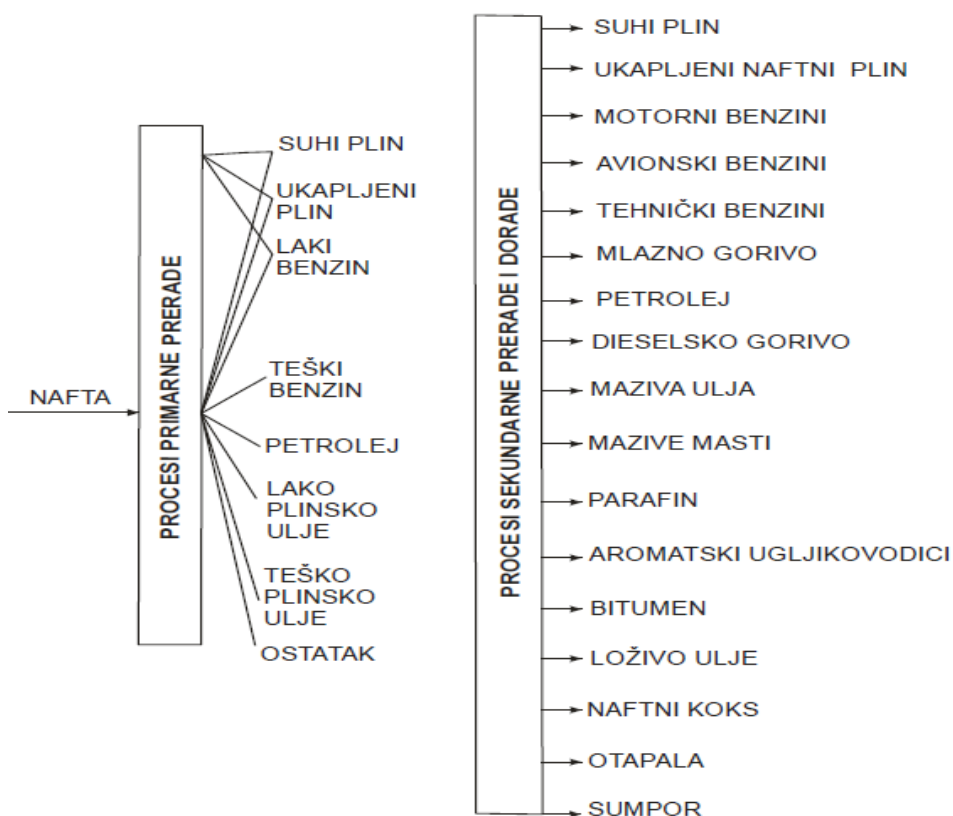 NAFTA
PROCESI PRIMARNE PRERADE
SUHI PLIN
UKAPLJENI
PLIN
LAKI
BENZIN
TEŠKI
BENZIN
PETROLEJ
LAKO
PLINSKO
ULJE
TEŠKO
PLINSKO
ULJE
OSTATAK
PROCESI SEKUNDARNE PRERADE I DORADE
SUHI PLIN
UKAPLJENI NAFTNI PLIN
MOTORNI BENZINI
AVIONSKI BENZINI
TEHNIČKI BENZINI
MLAZNO GORIVO
PETROLEJ
DIESELSKO GORIVO
MAZIVA ULJA
MAZIVE MASTI
PARAFIN
AROMATSKI UGLJIKOVODICI
BITUMEN
LOŽIVO ULJE
NAFTNI KOKS
OTAPALA
SUMPOR